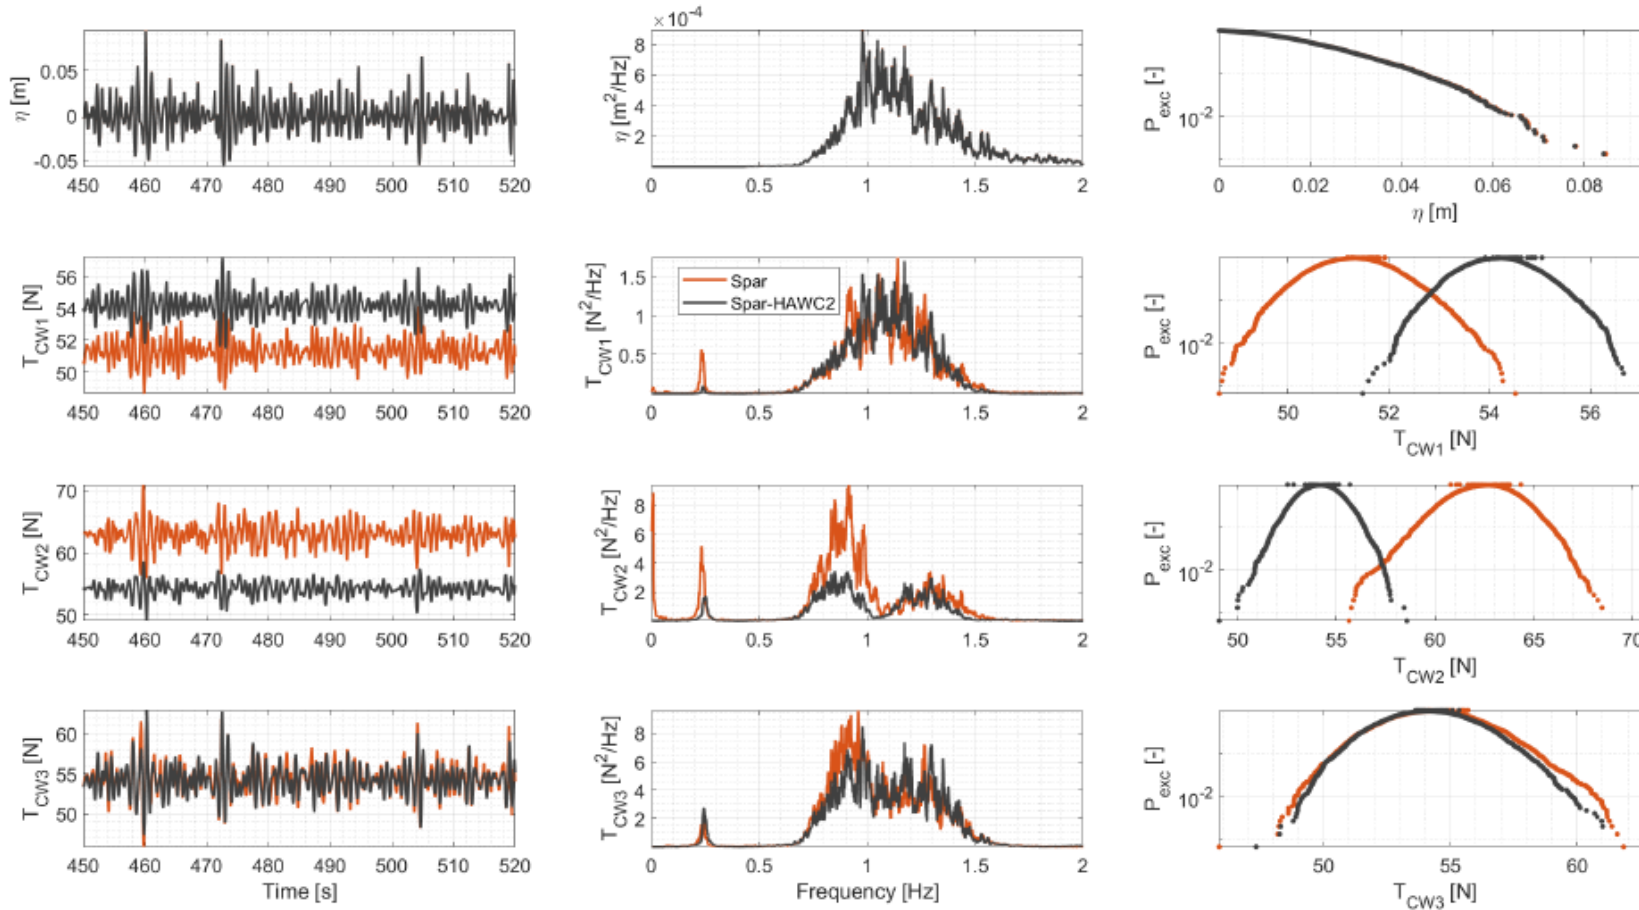 ×10⁻⁴
η [m]
0.05
0
-0.05
450 460 470 480 490 500 510 520
η [m²/Hz]
8
6
4
2
0 0.5 1 1.5 2
P_exc [-]
10⁻²
0 0.02 0.04 0.06 0.08
η [m]
T_CW1 [N]
56
54
52
50
450 460 470 480 490 500 510 520
T_CW1 [N²/Hz]
1.5
1
0.5
Spar
Spar-HAWC2
0 0.5 1 1.5 2
P_exc [-]
10⁻²
50 52 54 56
T_CW1 [N]
T_CW2 [N]
70
60
50
450 460 470 480 490 500 510 520
T_CW2 [N²/Hz]
8
6
4
2
0 0.5 1 1.5 2
P_exc [-]
10⁻²
50 55 60 65 70
T_CW2 [N]
T_CW3 [N]
60
55
50
450 460 470 480 490 500 510 520
Time [s]
T_CW3 [N²/Hz]
8
6
4
2
0 0.5 1 1.5 2
Frequency [Hz]
P_exc [-]
10⁻²
50 55 60
T_CW3 [N]